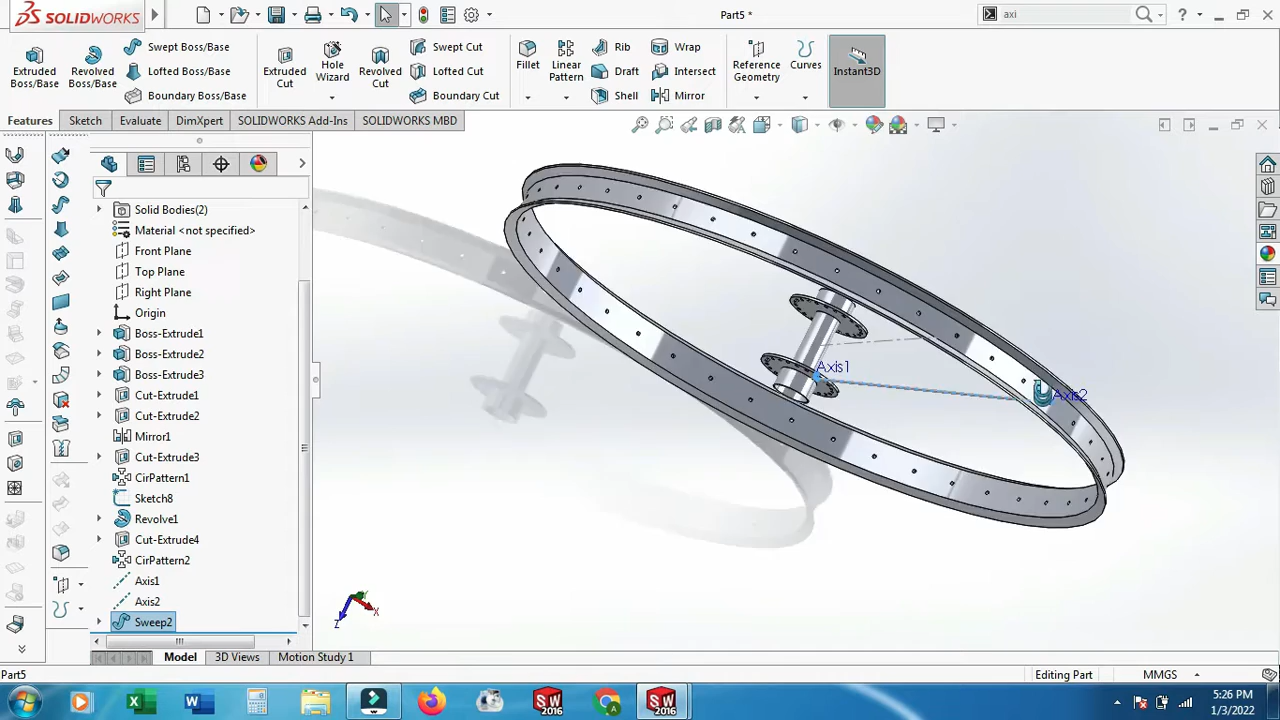 SOLIDWORKS
Part5 *
axi
Extruded Boss/Base
Revolved Boss/Base
Swept Boss/Base
Lofted Boss/Base
Boundary Boss/Base
Extruded Cut
Hole Wizard
Revolved Cut
Swept Cut
Lofted Cut
Boundary Cut
Fillet
Linear Pattern
Rib
Draft
Shell
Wrap
Intersect
Mirror
Reference Geometry
Curves
Instant3D
Features
Sketch
Evaluate
DimXpert
SOLIDWORKS Add-Ins
SOLIDWORKS MBD
Solid Bodies(2)
Material <not specified>
Front Plane
Top Plane
Right Plane
Origin
Boss-Extrude1
Boss-Extrude2
Boss-Extrude3
Cut-Extrude1
Cut-Extrude2
Mirror1
Cut-Extrude3
CirPattern1
Sketch8
Revolve1
Cut-Extrude4
CirPattern2
Axis1
Axis2
Sweep2
Axis1
Axis2
X
Z
Model
3D Views
Motion Study 1
Part5
Editing Part
MMGS
SW 2016
SW 2016
5:26 PM
1/3/2022